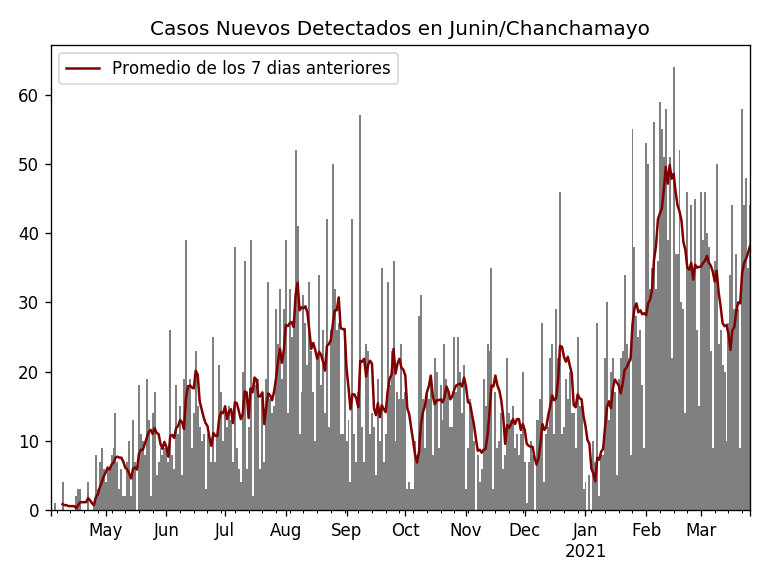 Casos Nuevos Detectados en Junin/Chanchamayo
Promedio de los 7 dias anteriores
60
50
40
30
20
10
0
May Jun Jul Aug Sep Oct Nov Dec Jan Feb Mar
2021